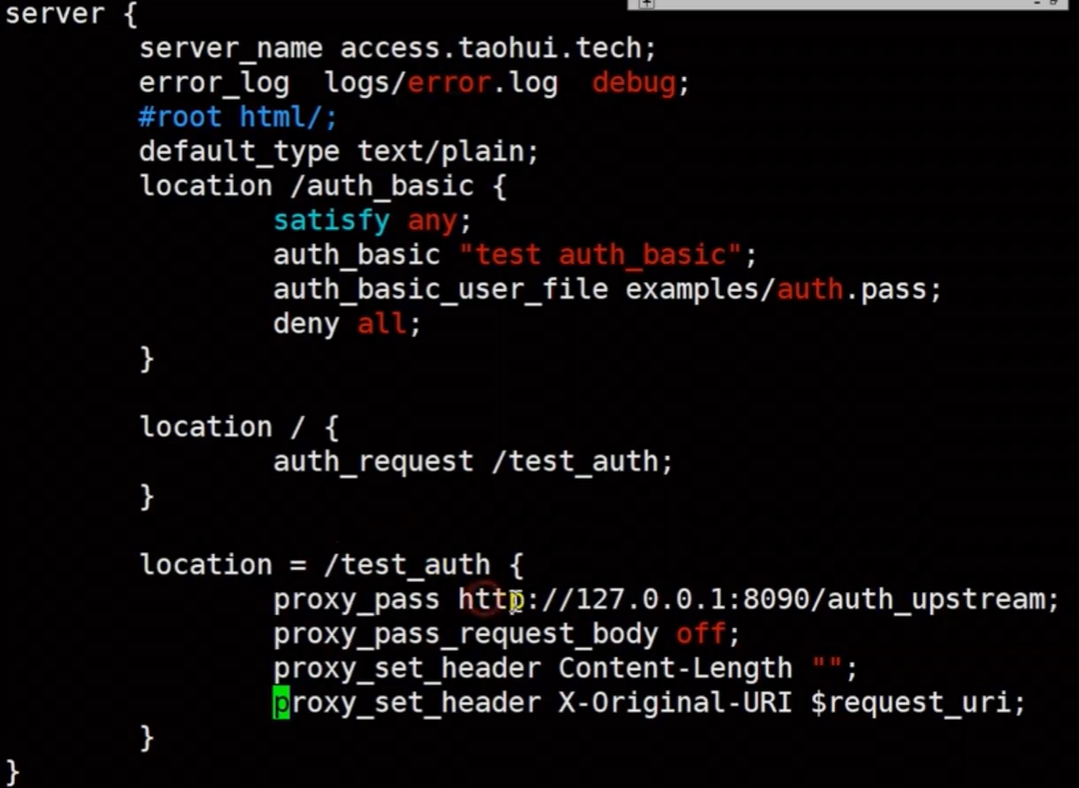 server {
        server_name access.taohui.tech;
        error_log  logs/error.log  debug;
        #root html/;
        default_type text/plain;
        location /auth_basic {
                satisfy any;
                auth_basic "test auth_basic";
                auth_basic_user_file examples/auth.pass;
                deny all;
        }

        location / {
                auth_request /test_auth;
        }

        location = /test_auth {
                proxy_pass http://127.0.0.1:8090/auth_upstream;
                proxy_pass_request_body off;
                proxy_set_header Content-Length "";
                proxy_set_header X-Original-URI $request_uri;
        }
}